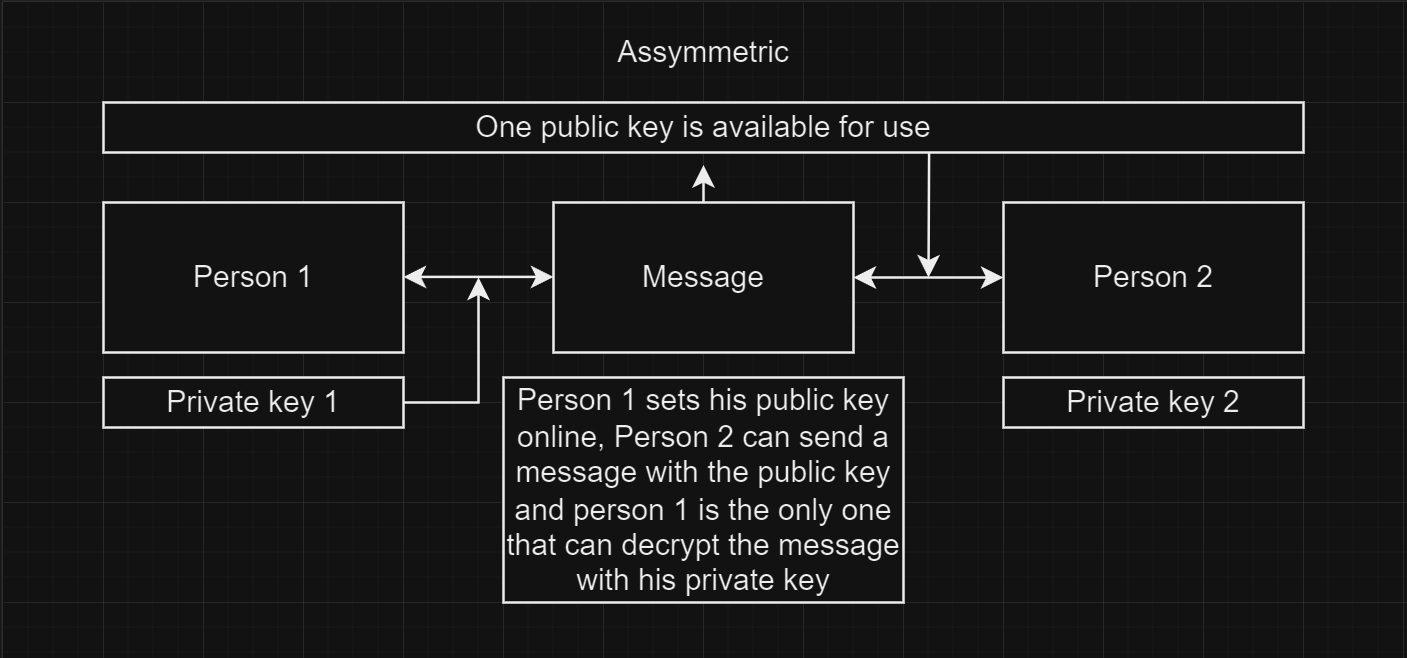 Assymmetric
One public key is available for use
Person 1
Message
Person 2
Private key 1
Private key 2
Person 1 sets his public key
online, Person 2 can send a
message with the public key
and person 1 is the only one
that can decrypt the message
with his private key